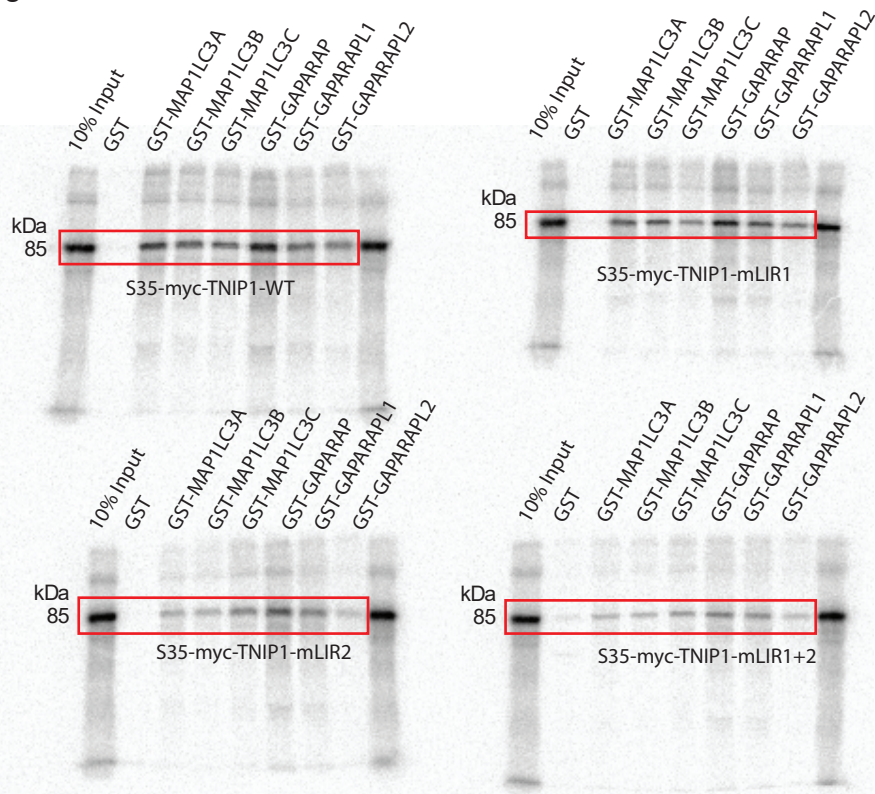 10% Input
GST
GST-MAP1LC3A
GST-MAP1LC3B
GST-MAP1LC3C
GST-GAPARAP
GST-GAPARAPL1
GST-GAPARAPL2
kDa
85
S35-myc-TNIP1-WT
10% Input
GST
GST-MAP1LC3A
GST-MAP1LC3B
GST-MAP1LC3C
GST-GAPARAP
GST-GAPARAPL1
GST-GAPARAPL2
kDa
85
S35-myc-TNIP1-mLIR1
10% Input
GST
GST-MAP1LC3A
GST-MAP1LC3B
GST-MAP1LC3C
GST-GAPARAP
GST-GAPARAPL1
GST-GAPARAPL2
kDa
85
S35-myc-TNIP1-mLIR2
10% Input
GST
GST-MAP1LC3A
GST-MAP1LC3B
GST-MAP1LC3C
GST-GAPARAP
GST-GAPARAPL1
GST-GAPARAPL2
kDa
85
S35-myc-TNIP1-mLIR1+2